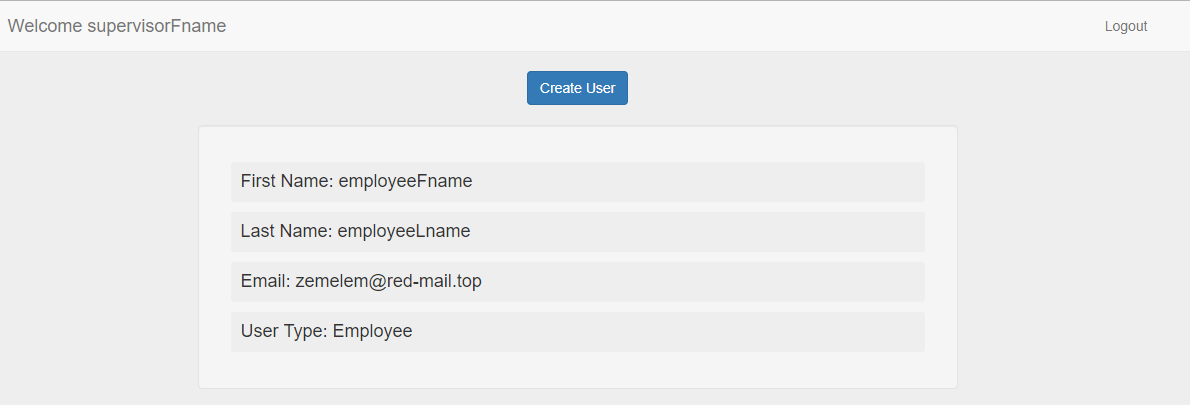 Welcome supervisorFname
Logout
Create User
First Name: employeeFname
Last Name: employeeLname
Email: zemelem@red-mail.top
User Type: Employee